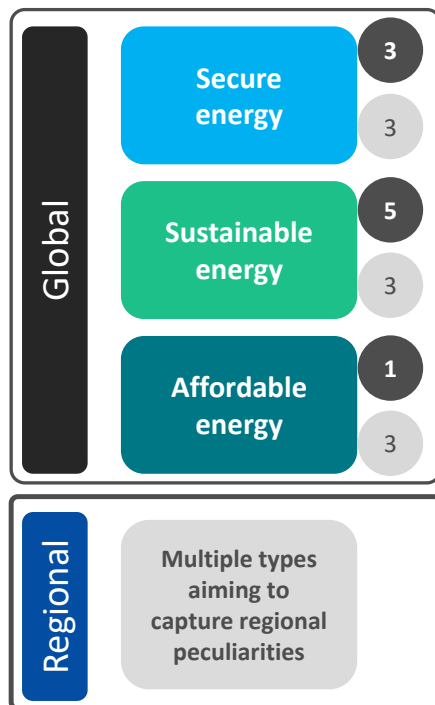 Global
Secure
energy
3
3
Sustainable
energy
5
3
Affordable
energy
1
3
Regional
Multiple types
aiming to
capture regional
peculiarities